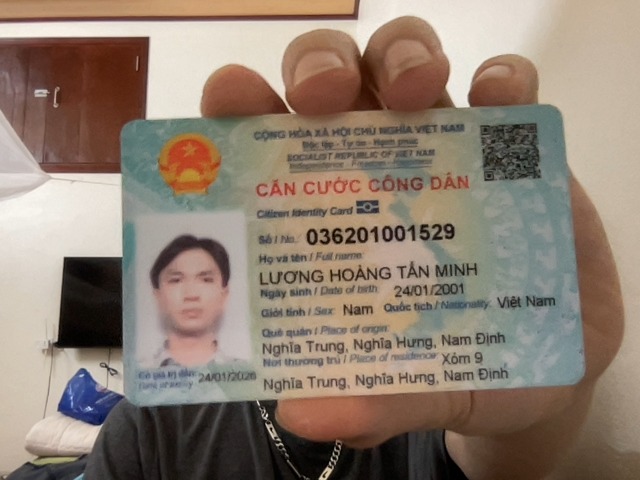 CỘNG HÒA XÃ HỘI CHỦ NGHĨA VIỆT NAM
Độc lập - Tự do - Hạnh phúc
SOCIALIST REPUBLIC OF VIET NAM
Independence - Freedom - Happiness
CĂN CƯỚC CÔNG DÂN
Citizen Identity Card
Số / No.: 036201001529
Họ và tên / Full name:
LƯƠNG HOÀNG TẤN MINH
Ngày sinh / Date of birth: 24/01/2001
Giới tính / Sex: Nam Quốc tịch / Nationality: Việt Nam
Quê quán / Place of origin:
Nghĩa Trung, Nghĩa Hưng, Nam Định
Nơi thường trú / Place of residence: Xóm 9
Nghĩa Trung, Nghĩa Hưng, Nam Định
Có giá trị đến: 24/01/2026
Date of expiry